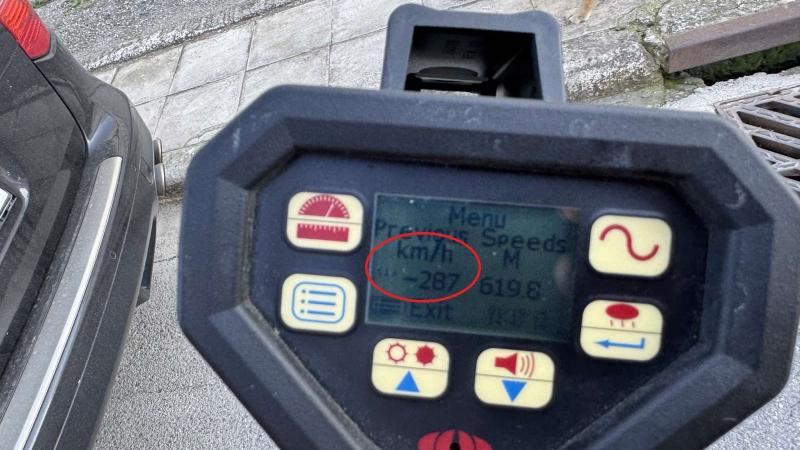 Menu
Previous Speeds
km/h M
-287 619.8
Exit